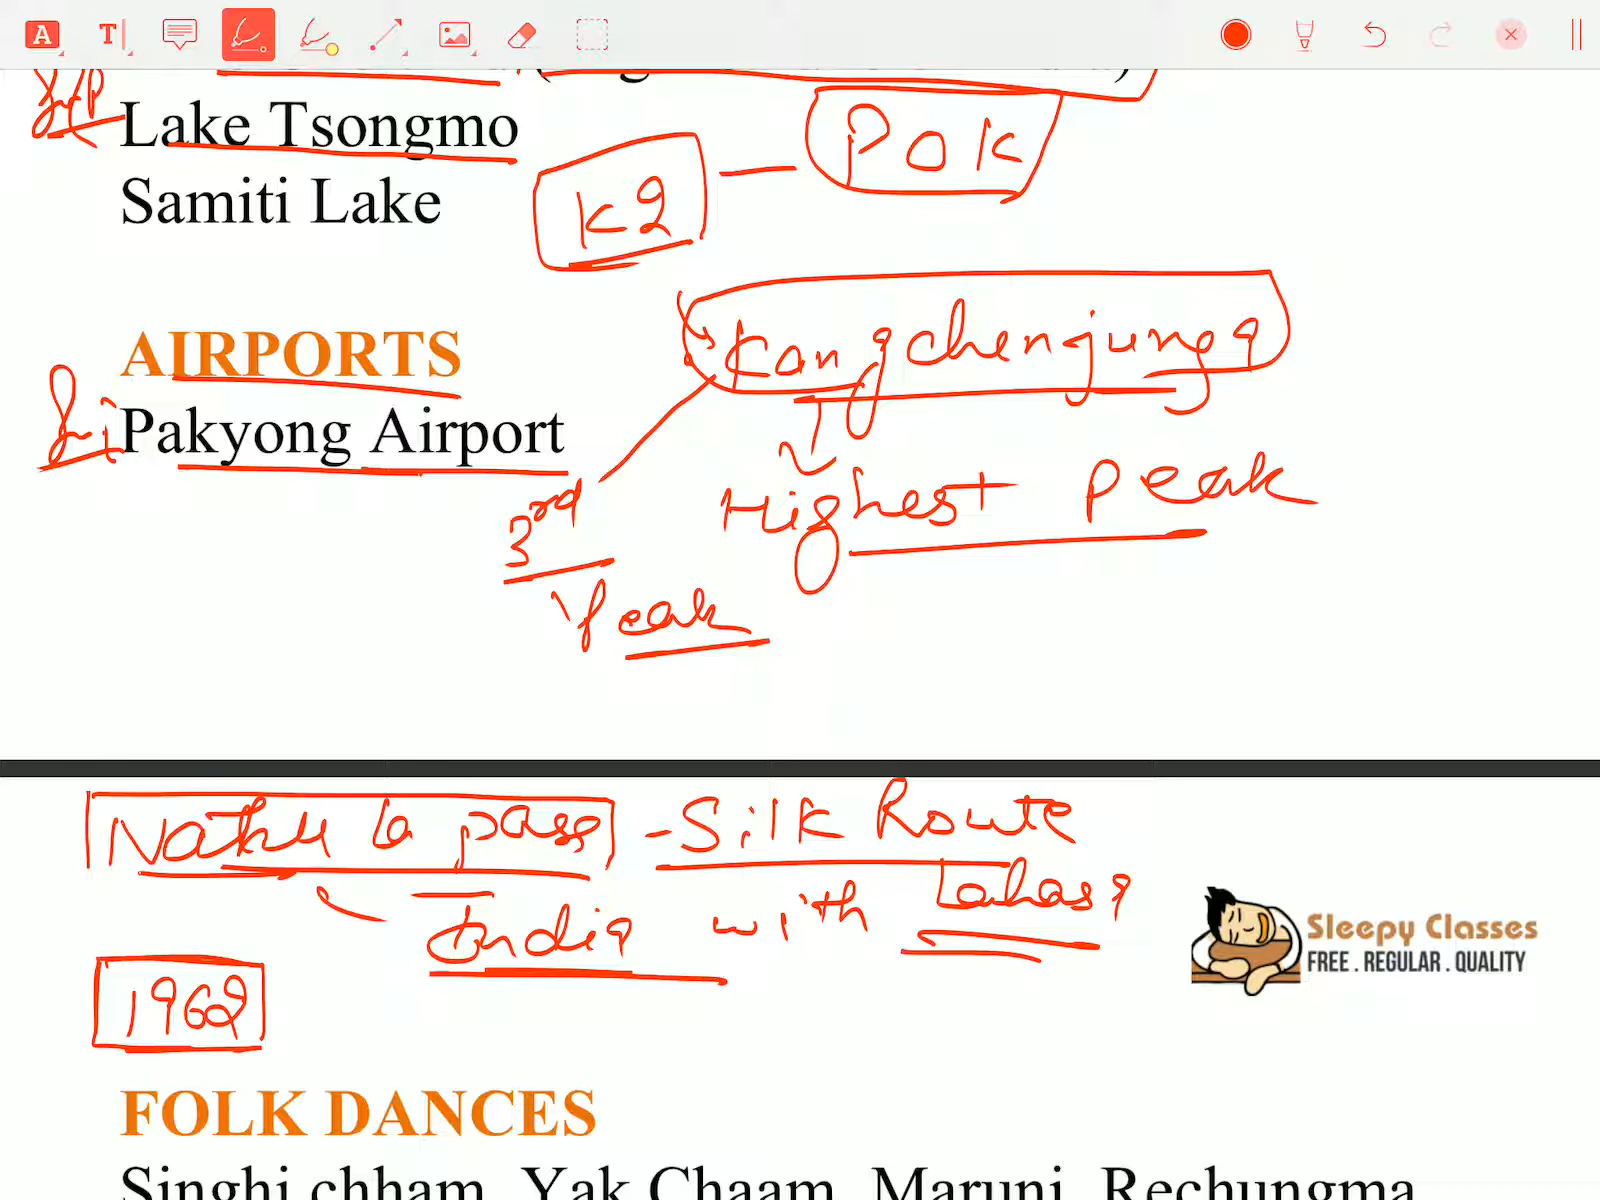 Lake Tsongmo
POK
K2
Samiti Lake
AIRPORTS
Kangchenjunga
Pakyong Airport
Highest Peak
3rd
Peak
Nathu la pass - Silk Route
India with Lahasa
1962
Sleepy Classes
FREE . REGULAR . QUALITY
FOLK DANCES
Singhi chham, Yak Chaam, Maruni, Rechungma